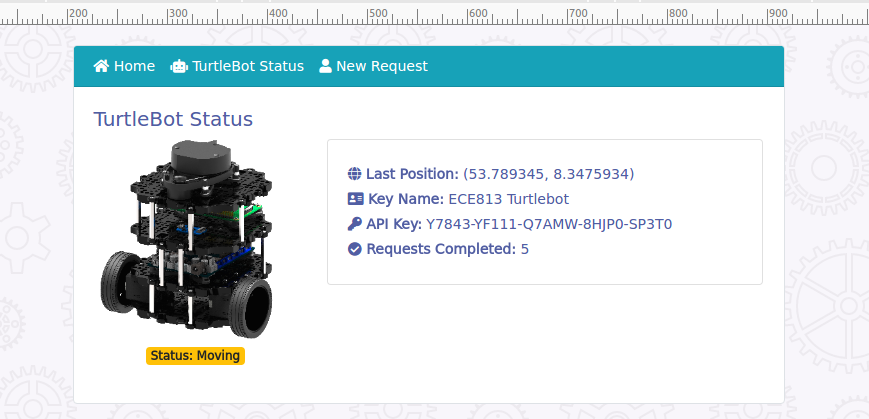 200 300 400 500 600 700 800 900
Home TurtleBot Status New Request
TurtleBot Status
Last Position: (53.789345, 8.3475934)
Key Name: ECE813 Turtlebot
API Key: Y7843-YF111-Q7AMW-8HJP0-SP3T0
Requests Completed: 5
Status: Moving